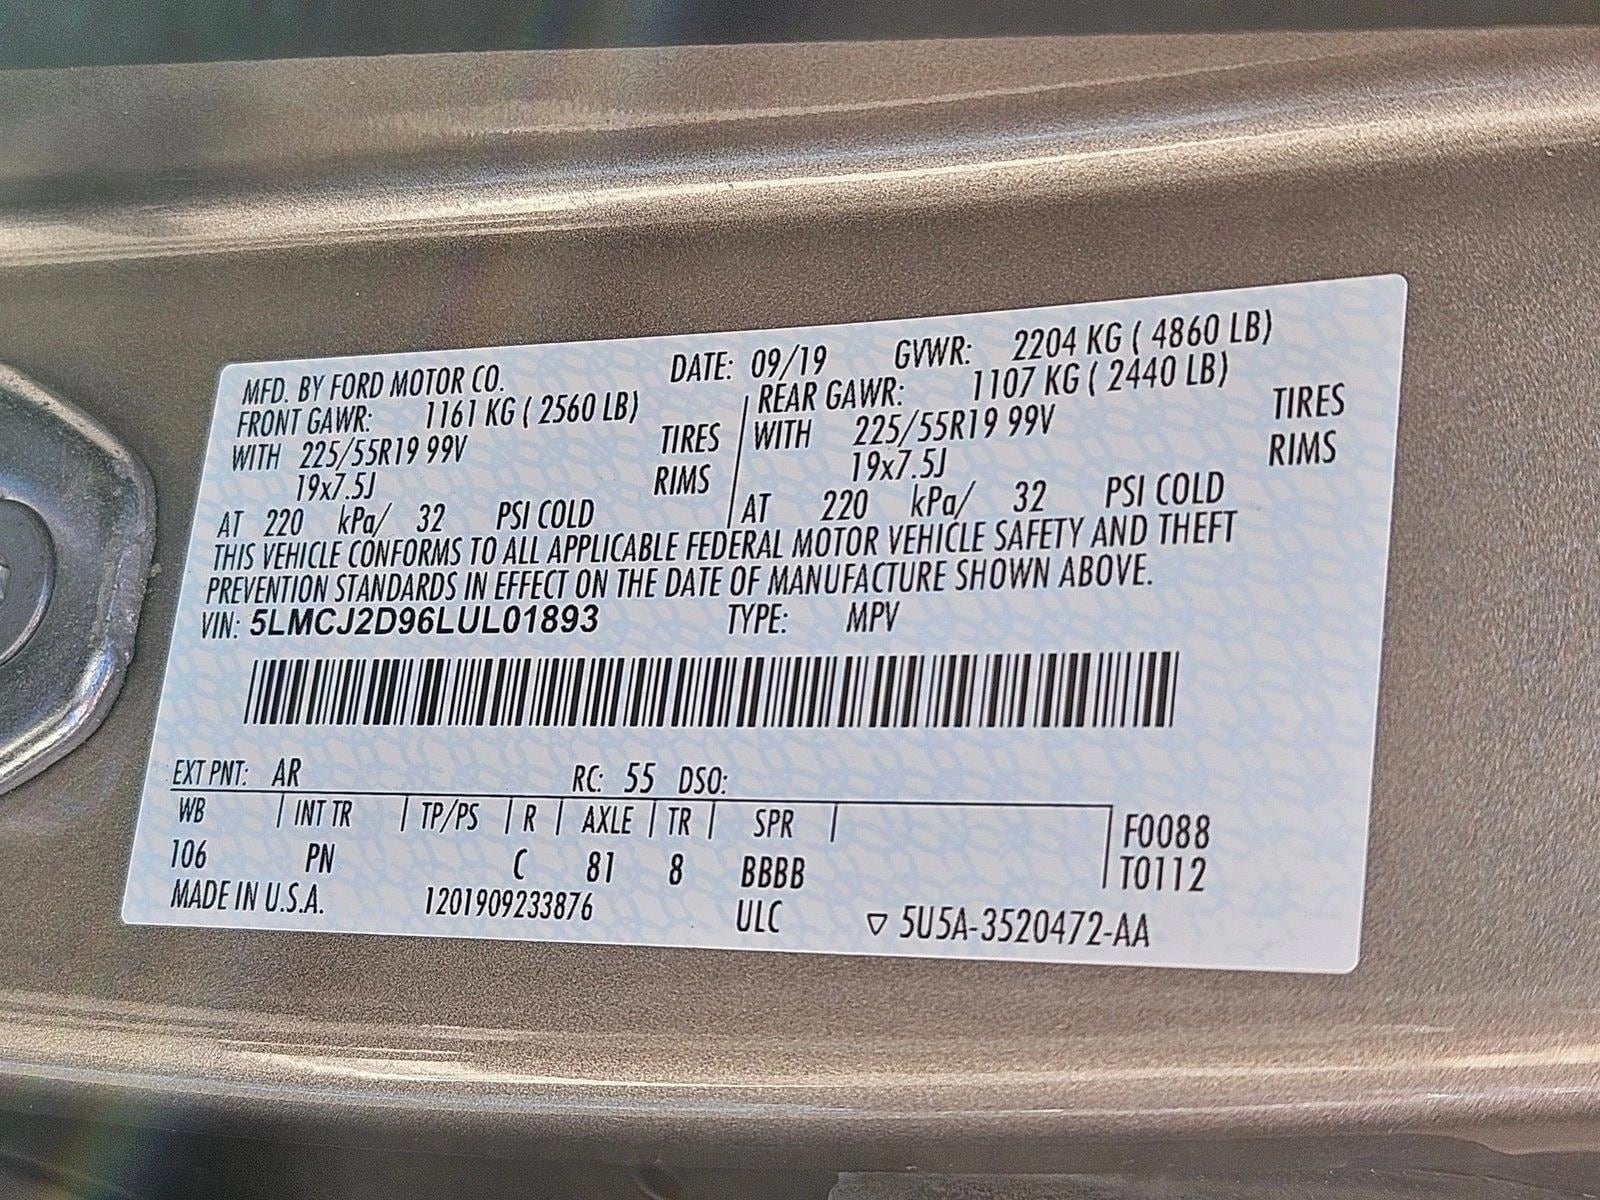 MFD. BY FORD MOTOR CO. DATE: 09/19 GVWR: 2204 KG ( 4860 LB)
FRONT GAWR: 1161 KG ( 2560 LB) REAR GAWR: 1107 KG ( 2440 LB)
WITH 225/55R19 99V TIRES WITH 225/55R19 99V TIRES
19x7.5J RIMS 19x7.5J RIMS
AT 220 kPa/ 32 PSI COLD AT 220 kPa/ 32 PSI COLD
THIS VEHICLE CONFORMS TO ALL APPLICABLE FEDERAL MOTOR VEHICLE SAFETY AND THEFT
PREVENTION STANDARDS IN EFFECT ON THE DATE OF MANUFACTURE SHOWN ABOVE.
VIN: 5LMCJ2D96LUL01893 TYPE: MPV
EXT PNT: AR RC: 55 DSO:
WB INT TR TP/PS R AXLE TR SPR F0088
106 PN C 81 8 BBBB T0112
MADE IN U.S.A. 1201909233876 ULC ▽ 5U5A-3520472-AA